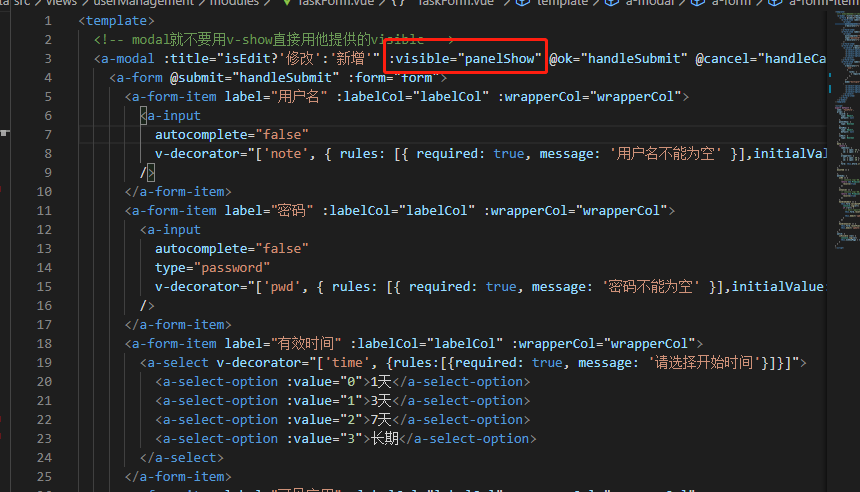 src > views > userManagement > modules > TaskForm.vue > {} TaskForm.vue > template > a-modal > a-form > a-form-item
1 <template>
2 <!-- modal就不要用v-show直接用他提供的visible -->
3 <a-modal :title="isEdit?'修改':'新增'" :visible="panelShow" @ok="handleSubmit" @cancel="handleCa
4 <a-form @submit="handleSubmit" :form="form">
5 <a-form-item label="用户名" :labelCol="labelCol" :wrapperCol="wrapperCol">
6 <a-input
7 autocomplete="false"
8 v-decorator="['note', { rules: [{ required: true, message: '用户名不能为空' }],initialVal
9 />
10 </a-form-item>
11 <a-form-item label="密码" :labelCol="labelCol" :wrapperCol="wrapperCol">
12 <a-input
13 autocomplete="false"
14 type="password"
15 v-decorator="['pwd', { rules: [{ required: true, message: '密码不能为空' }],initialValue:
16 />
17 </a-form-item>
18 <a-form-item label="有效时间" :labelCol="labelCol" :wrapperCol="wrapperCol">
19 <a-select v-decorator="['time', {rules:[{required: true, message: '请选择开始时间'}]}]">
20 <a-select-option :value="0">1天</a-select-option>
21 <a-select-option :value="1">3天</a-select-option>
22 <a-select-option :value="2">7天</a-select-option>
23 <a-select-option :value="3">长期</a-select-option>
24 </a-select>
25 </a-form-item>